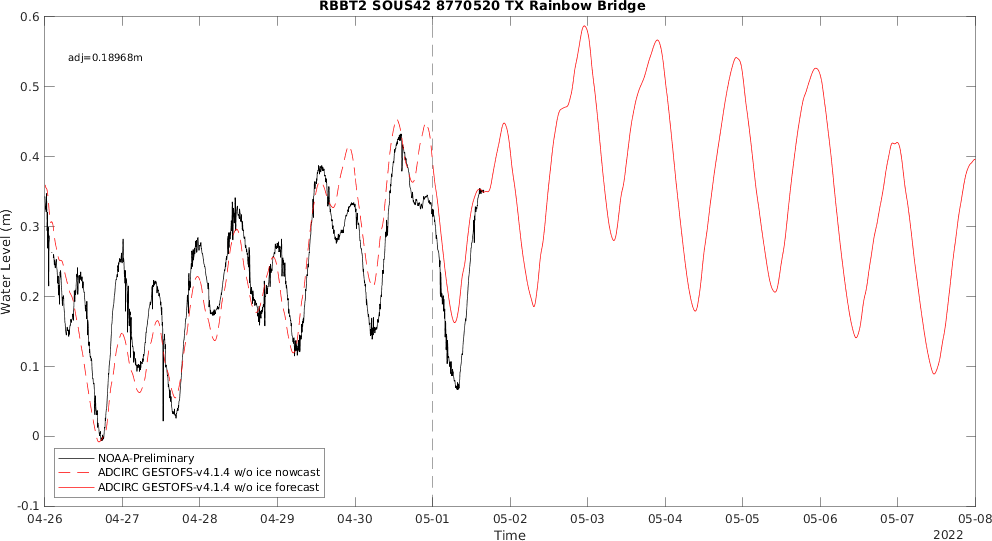 RBBT2 SOUS42 8770520 TX Rainbow Bridge
adj=0.18968m
Water Level (m)
0.6
0.5
0.4
0.3
0.2
0.1
0
-0.1
NOAA-Preliminary
ADCIRC GESTOFS-v4.1.4 w/o ice nowcast
ADCIRC GESTOFS-v4.1.4 w/o ice forecast
04-26 04-27 04-28 04-29 04-30 05-01 05-02 05-03 05-04 05-05 05-06 05-07 05-08
Time
2022